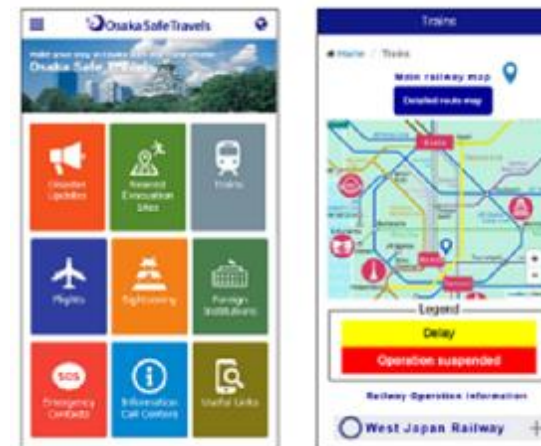 Osaka Safe Travels
Osaka Safe Travels
Disaster
Updates
Nearest
Evacuation
Sites
Trains
Flights
Sightseeing
Foreign
Institutions
SOS
Emergency
Contacts
Information
Call Centers
Useful Links
Trains
Home / Trains
Main railway map
Detailed route map
Legend
Delay
Operation suspended
Railway Operation information
West Japan Railway